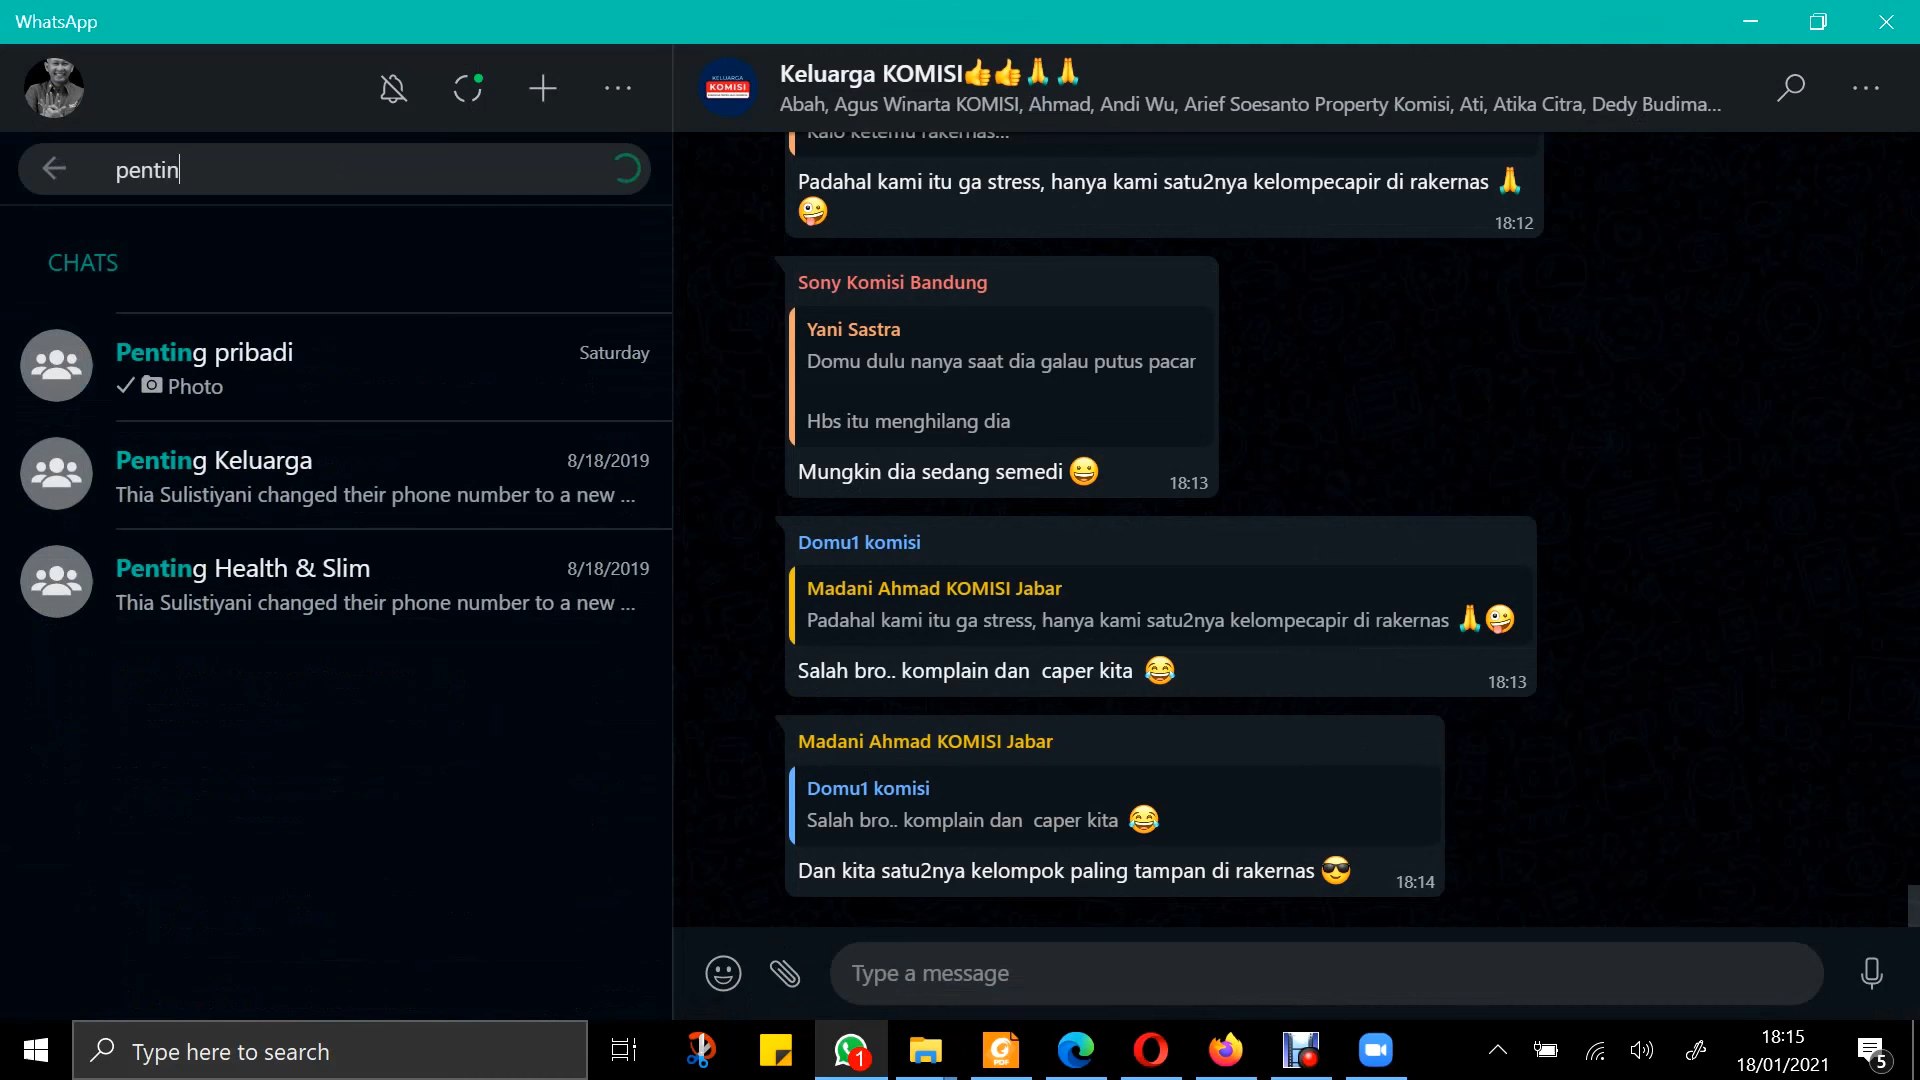 WhatsApp
pentin
CHATS
Penting pribadi
Saturday
Photo
Penting Keluarga
8/18/2019
Thia Sulistiyani changed their phone number to a new ...
Penting Health & Slim
8/18/2019
Thia Sulistiyani changed their phone number to a new ...
KELUARGA
KOMISI
Keluarga KOMISI👍👍🙏🙏
Abah, Agus Winarta KOMISI, Ahmad, Andi Wu, Arief Soesanto Property Komisi, Ati, Atika Citra, Dedy Budima...
Kalo ketemu rakernas...
Padahal kami itu ga stress, hanya kami satu2nya kelompecapir di rakernas 🙏
🤪
18:12
Sony Komisi Bandung
Yani Sastra
Domu dulu nanya saat dia galau putus pacar
Hbs itu menghilang dia
Mungkin dia sedang semedi 😀
18:13
Domu1 komisi
Madani Ahmad KOMISI Jabar
Padahal kami itu ga stress, hanya kami satu2nya kelompecapir di rakernas 🙏🤪
Salah bro.. komplain dan  caper kita 😂
18:13
Madani Ahmad KOMISI Jabar
Domu1 komisi
Salah bro.. komplain dan  caper kita 😂
Dan kita satu2nya kelompok paling tampan di rakernas 😎
18:14
Type a message
Type here to search
1
PDF
18:15
18/01/2021
5